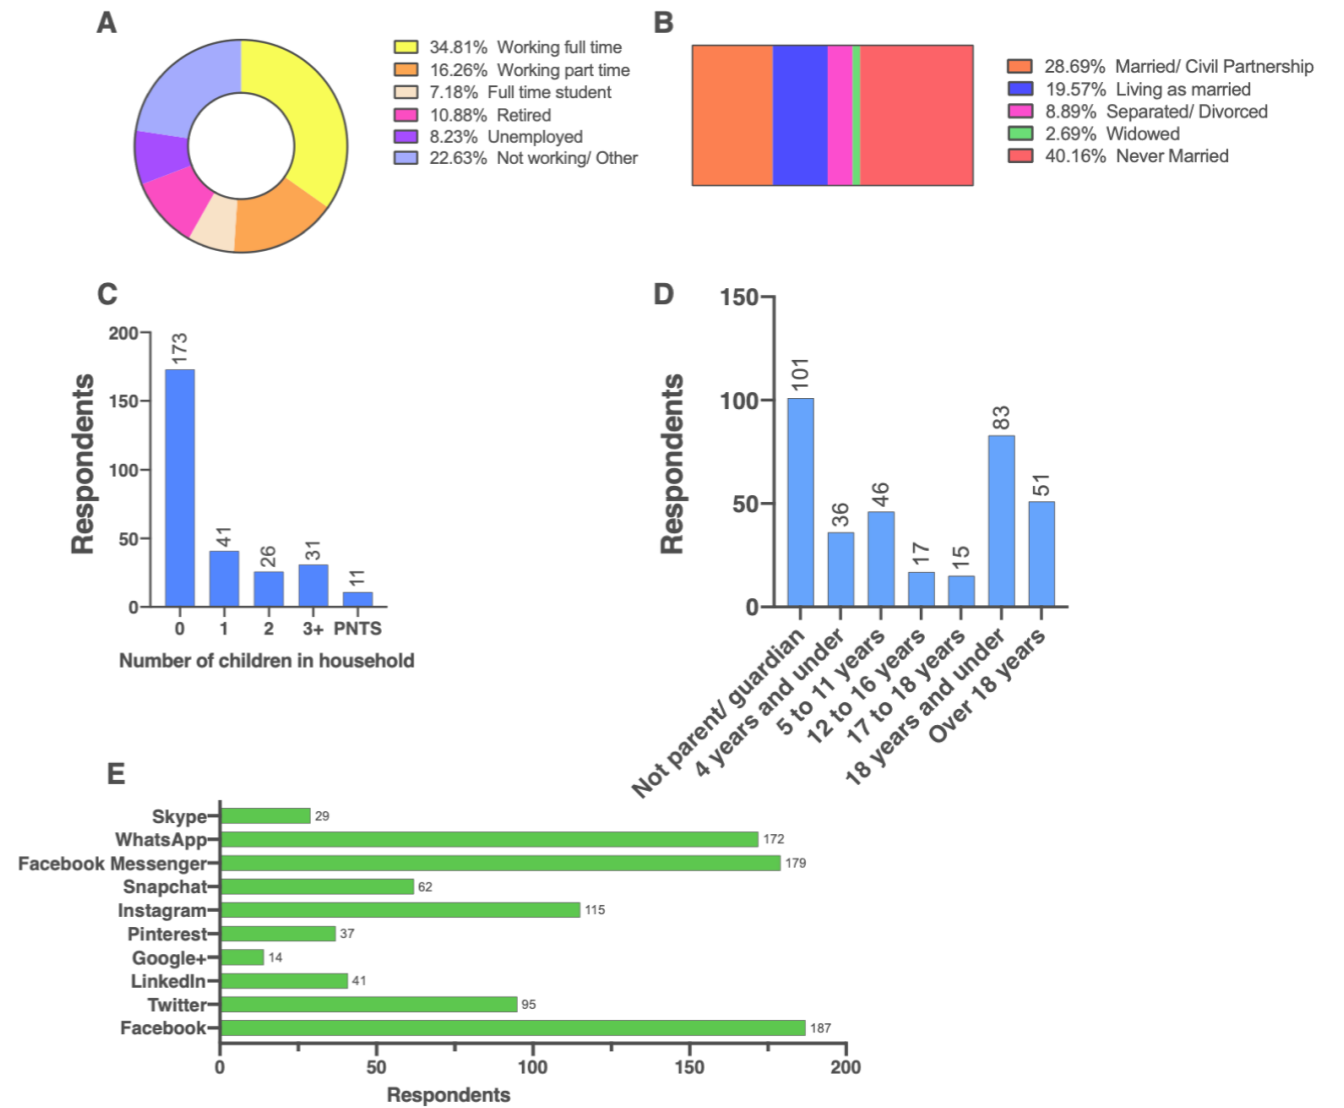 A
34.81% Working full time
16.26% Working part time
7.18% Full time student
10.88% Retired
8.23% Unemployed
22.63% Not working/ Other
B
28.69% Married/ Civil Partnership
19.57% Living as married
8.89% Separated/ Divorced
2.69% Widowed
40.16% Never Married
C
Respondents
200
150
100
50
0
173
41
26
31
11
0 1 2 3+ PNTS
Number of children in household
D
Respondents
150
100
50
0
101
36
46
17
15
83
51
Not parent/ guardian
4 years and under
5 to 11 years
12 to 16 years
17 to 18 years
18 years and under
Over 18 years
E
Skype 29
WhatsApp 172
Facebook Messenger 179
Snapchat 62
Instagram 115
Pinterest 37
Google+ 14
LinkedIn 41
Twitter 95
Facebook 187
0 50 100 150 200
Respondents